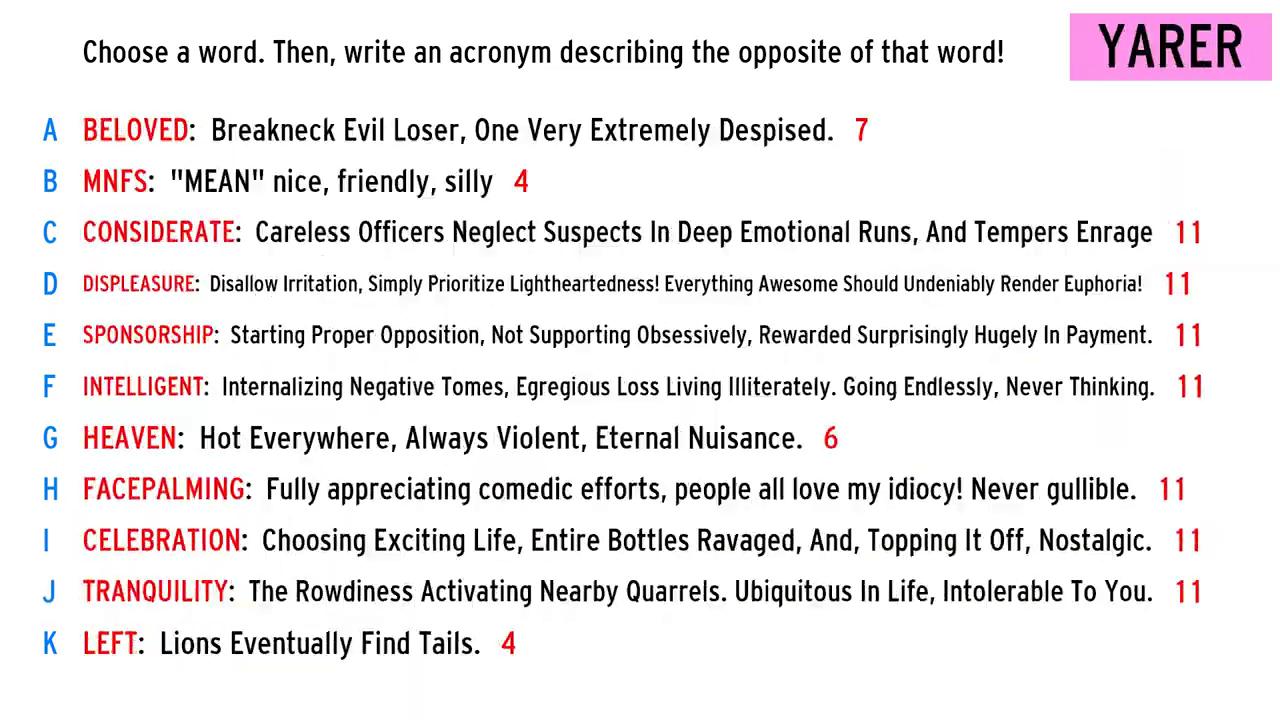 Choose a word. Then, write an acronym describing the opposite of that word!
YARER
A BELOVED: Breakneck Evil Loser, One Very Extremely Despised. 7
B MNFS: "MEAN" nice, friendly, silly 4
C CONSIDERATE: Careless Officers Neglect Suspects In Deep Emotional Runs, And Tempers Enrage 11
D DISPLEASURE: Disallow Irritation, Simply Prioritize Lightheartedness! Everything Awesome Should Undeniably Render Euphoria! 11
E SPONSORSHIP: Starting Proper Opposition, Not Supporting Obsessively, Rewarded Surprisingly Hugely In Payment. 11
F INTELLIGENT: Internalizing Negative Tomes, Egregious Loss Living Illiterately. Going Endlessly, Never Thinking. 11
G HEAVEN: Hot Everywhere, Always Violent, Eternal Nuisance. 6
H FACEPALMING: Fully appreciating comedic efforts, people all love my idiocy! Never gullible. 11
I CELEBRATION: Choosing Exciting Life, Entire Bottles Ravaged, And, Topping It Off, Nostalgic. 11
J TRANQUILITY: The Rowdiness Activating Nearby Quarrels. Ubiquitous In Life, Intolerable To You. 11
K LEFT: Lions Eventually Find Tails. 4